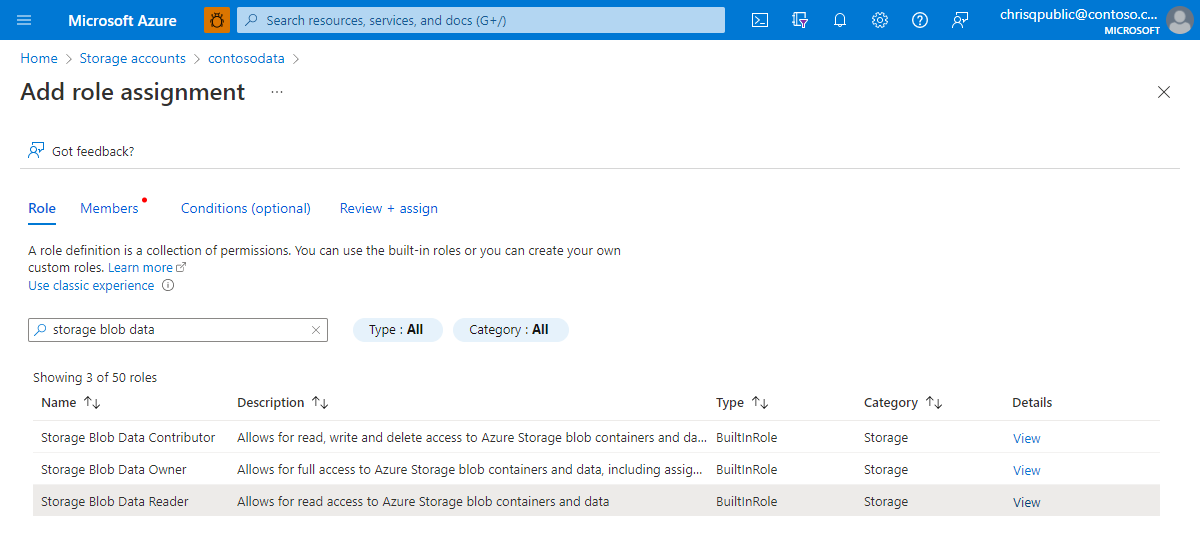 Microsoft Azure
Search resources, services, and docs (G+/)
chrisqpublic@contoso.c...
MICROSOFT
Home > Storage accounts > contosodata >
Add role assignment ...
Got feedback?
Role Members Conditions (optional) Review + assign
A role definition is a collection of permissions. You can use the built-in roles or you can create your own
custom roles. Learn more
Use classic experience
storage blob data
Type : All
Category : All
Showing 3 of 50 roles
Name Description Type Category Details
Storage Blob Data Contributor Allows for read, write and delete access to Azure Storage blob containers and da... BuiltInRole Storage View
Storage Blob Data Owner Allows for full access to Azure Storage blob containers and data, including assig... BuiltInRole Storage View
Storage Blob Data Reader Allows for read access to Azure Storage blob containers and data BuiltInRole Storage View